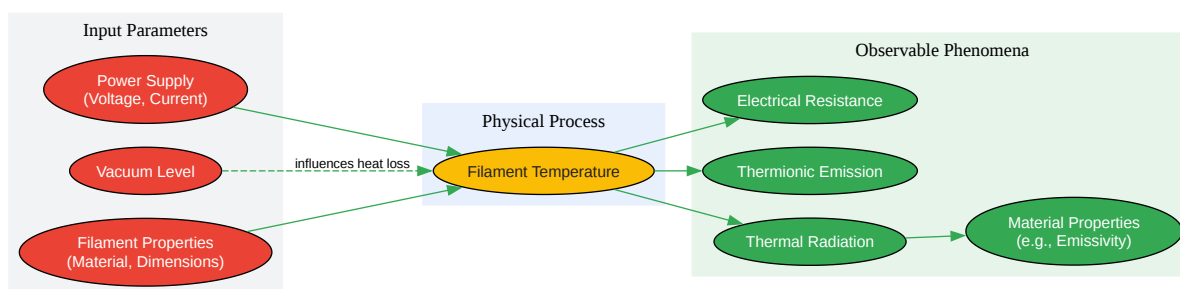 Input Parameters
Power Supply
(Voltage, Current)
Vacuum Level
Filament Properties
(Material, Dimensions)
influences heat loss
Physical Process
Filament Temperature
Observable Phenomena
Electrical Resistance
Thermionic Emission
Thermal Radiation
Material Properties
(e.g., Emissivity)